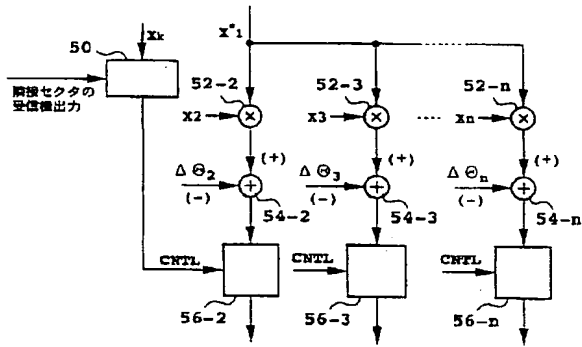 50
Xk
X*1
隣接セクタの
受信機出力
52-2
52-3
52-n
X2
X3
Xn
(+)
(+)
(+)
ΔΘ2
ΔΘ3
ΔΘn
(-)
(-)
(-)
54-2
54-3
54-n
CNTL
CNTL
CNTL
56-2
56-3
56-n